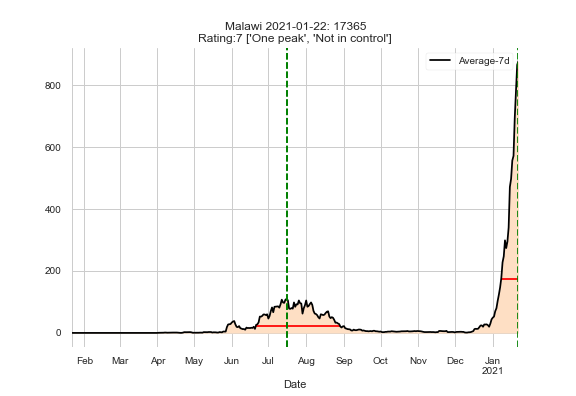 Malawi 2021-01-22: 17365
Rating:7 ['One peak', 'Not in control']
Average-7d
800
600
400
200
0
Feb Mar Apr May Jun Jul Aug Sep Oct Nov Dec Jan
2021
Date